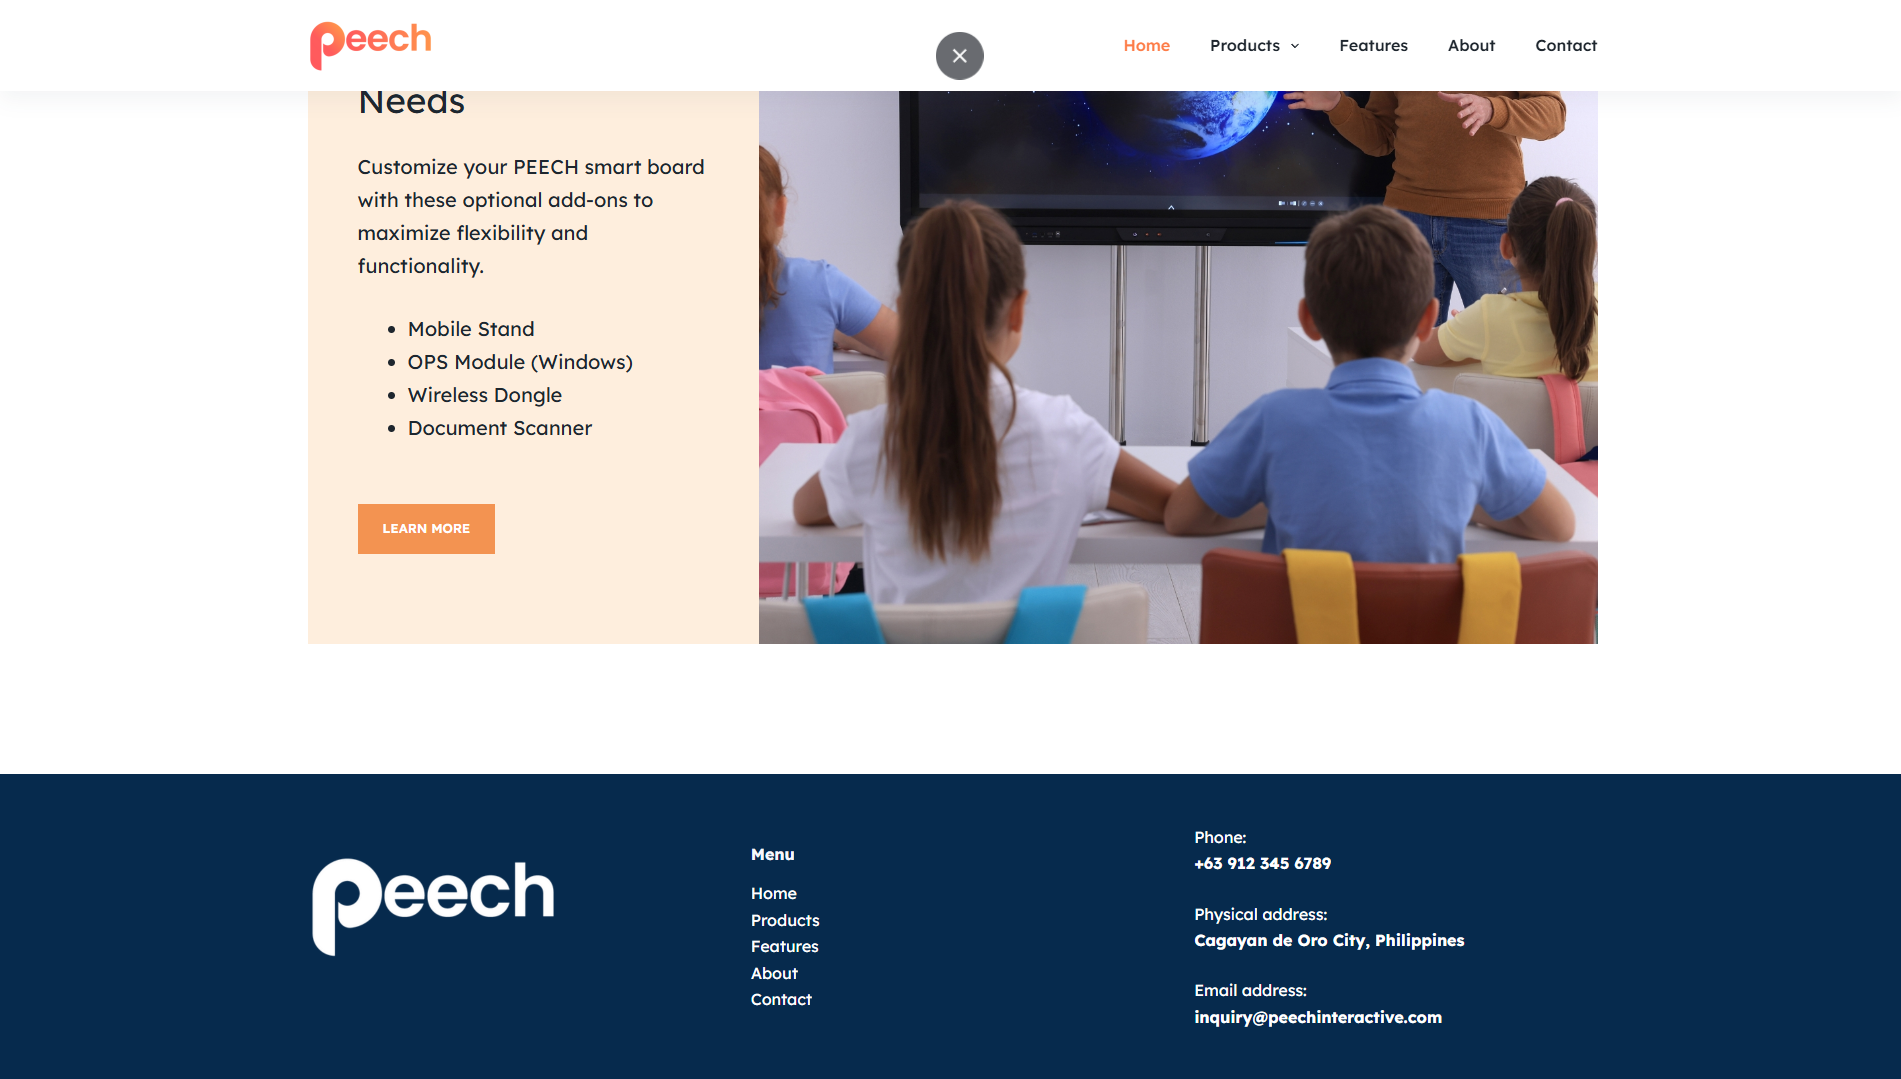 peech
Home Products Features About Contact
Needs
Customize your PEECH smart board
with these optional add-ons to
maximize flexibility and
functionality.
Mobile Stand
OPS Module (Windows)
Wireless Dongle
Document Scanner
LEARN MORE
peech
Menu
Home
Products
Features
About
Contact
Phone:
+63 912 345 6789
Physical address:
Cagayan de Oro City, Philippines
Email address:
inquiry@peechinteractive.com